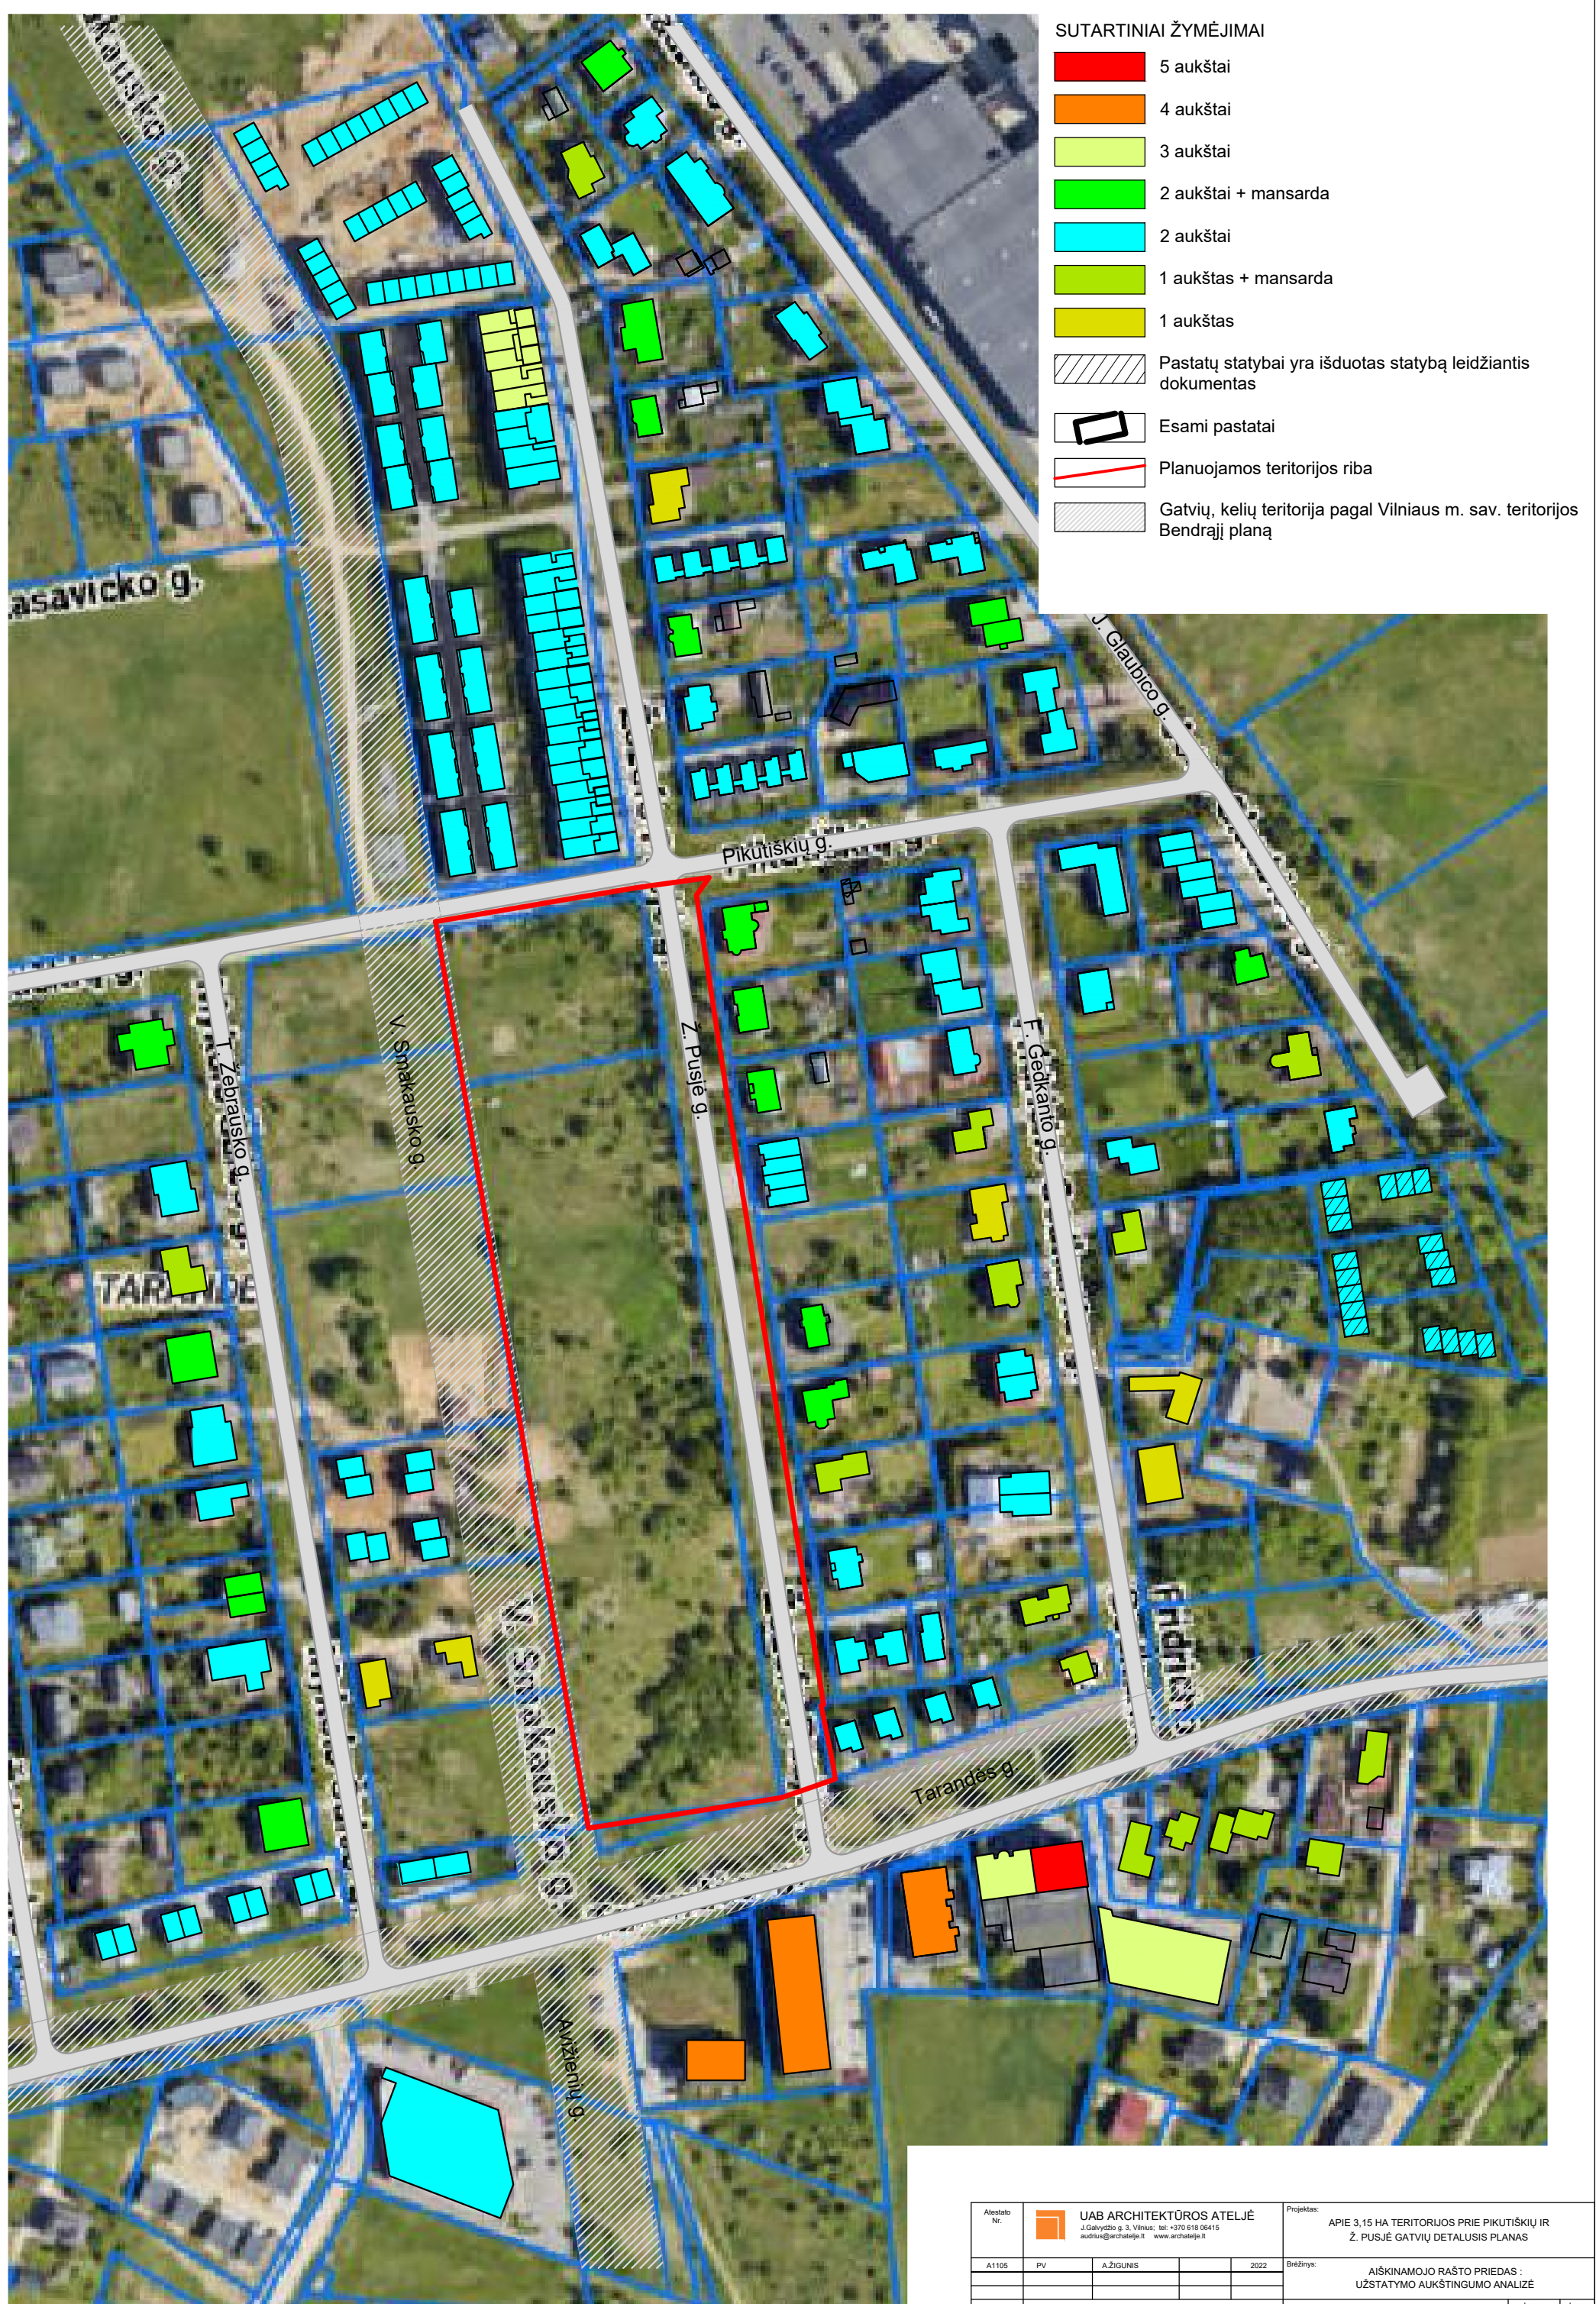 SUTARTINIAI ŽYMĖJIMAI
5 aukštai
4 aukštai
3 aukštai
2 aukštai + mansarda
2 aukštai
1 aukštas + mansarda
1 aukštas
Pastatų statybai yra išduotas statybą leidžiantis
dokumentas
Esami pastatai
Planuojamos teritorijos riba
Gatvių, kelių teritorija pagal Vilniaus m. sav. teritorijos
Bendrąjį planą
asavicko g.
J. Glaubico g.
Pikutiškių g.
V. Smakausko g.
Ž. Pusjė g.
F. Gedkanto g.
T. Žebrausko g.
TARANDĖ
V. Smakausko g.
Tarandės g.
Avižienių g.
Atestato
Nr.
UAB ARCHITEKTŪROS ATELJĖ
J.Galvydžio g. 3, Vilnius; tel: +370 618 06415
audrius@archatelje.lt www.archatelje.lt
Projektas:
APIE 3,15 HA TERITORIJOS PRIE PIKUTIŠKIŲ IR
Ž. PUSJĖ GATVIŲ DETALUSIS PLANAS
A1105 PV A.ŽIGUNIS 2022
Brėžinys:
AIŠKINAMOJO RAŠTO PRIEDAS :
UŽSTATYMO AUKŠTINGUMO ANALIZĖ